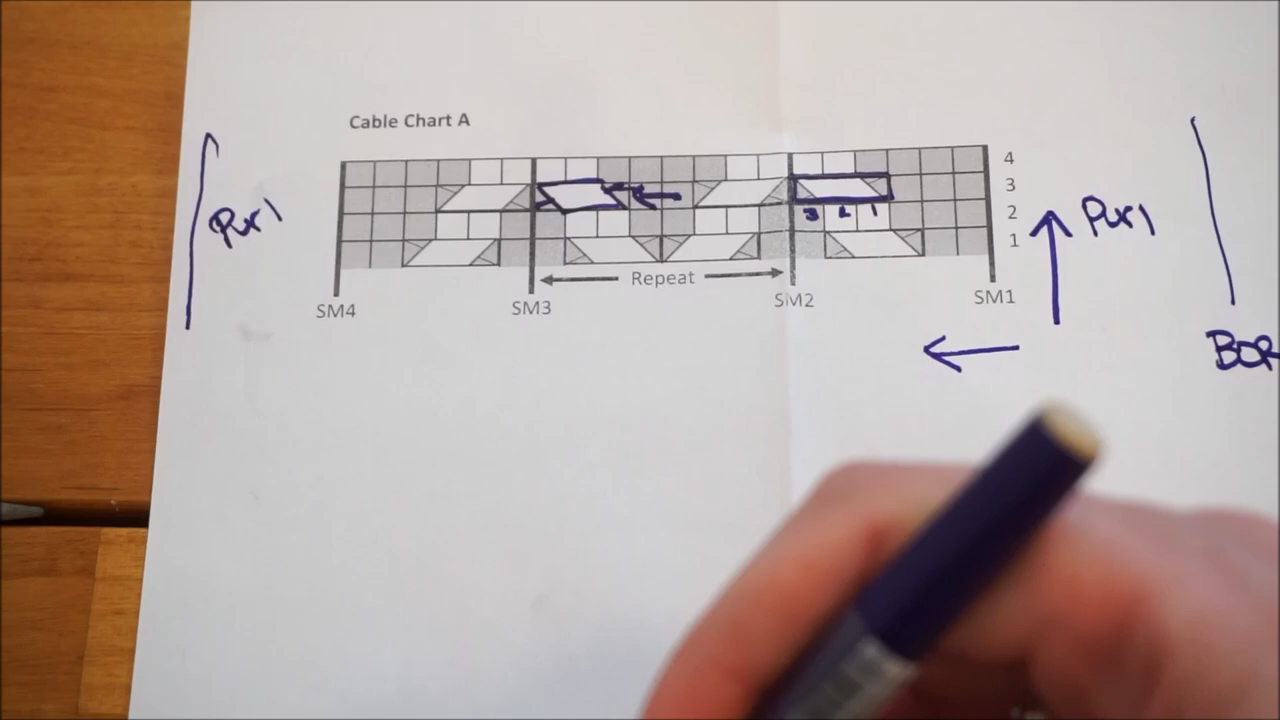 Cable Chart A
4
3
2
1
3 2 1
Pur1
Pur1
Repeat
SM4 SM3 SM2 SM1
BOR